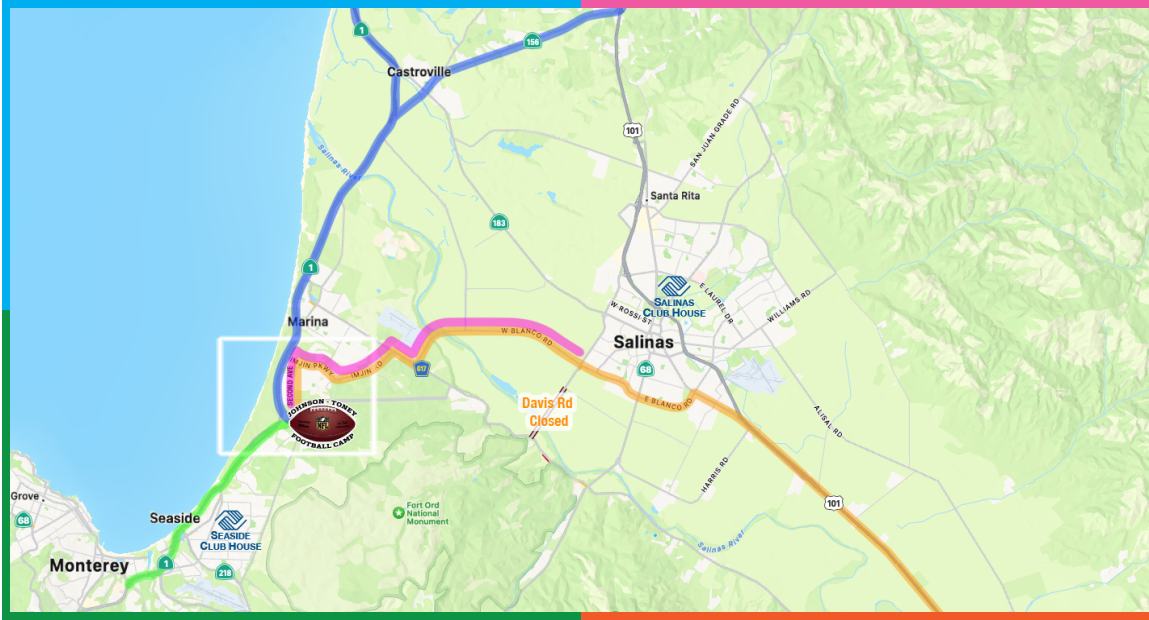 1
156
Castroville
101
SAN JUAN GRADE RD
Salinas River
Santa Rita
183
1
SALINAS
CLUB HOUSE
E LAUREL DR
WILLIAMS RD
W ROSSI ST
Marina
W BLANCO RD
Salinas
IMJIN PKWY
IMJIN RD
G17
68
SECOND AVE
JOHNSON - TONEY
NFL
FOOTBALL CAMP
Davis Rd
Closed
E BLANCO RD
ALISAL RD
HARRIS RD
Grove
68
Fort Ord
National
Monument
101
Seaside
SEASIDE
CLUB HOUSE
Salinas River
Monterey
1
218